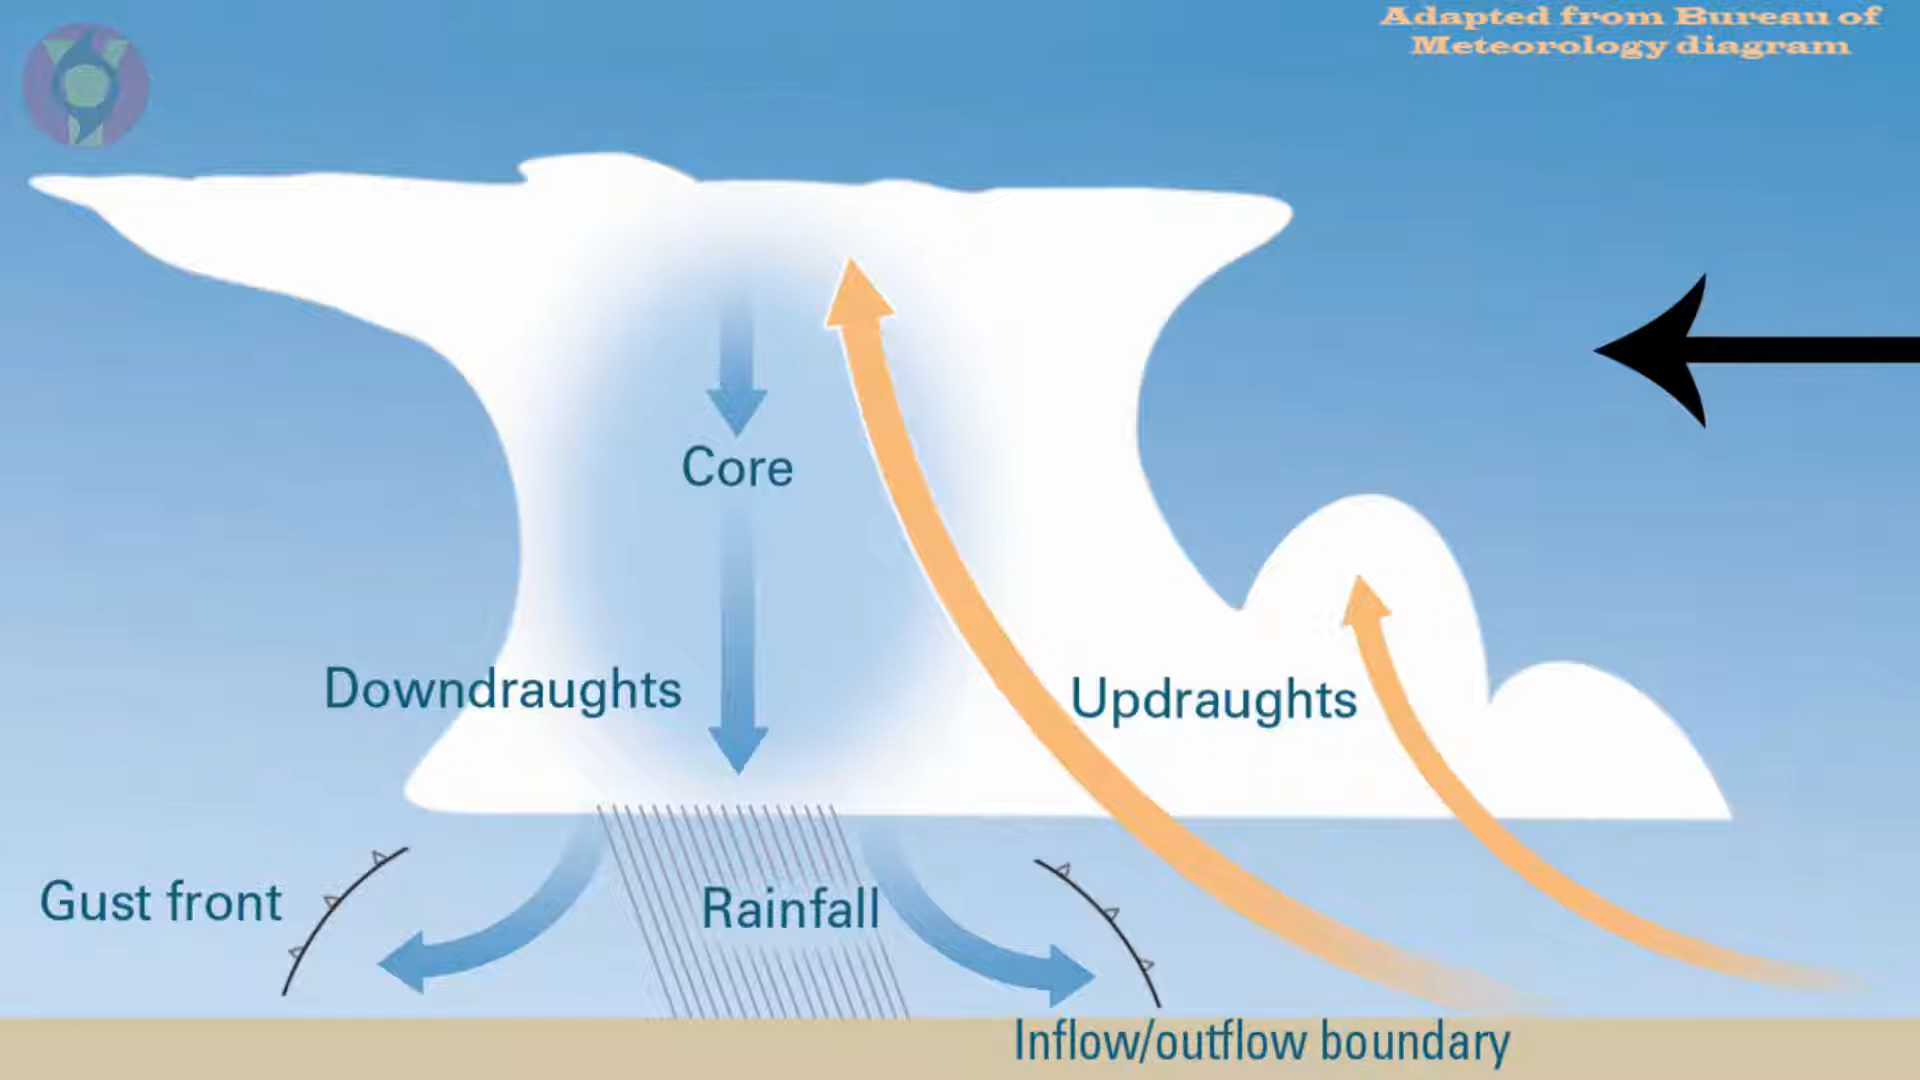 Adapted from Bureau of
Meteorology diagram
Core
Downdraughts
Updraughts
Gust front
Rainfall
Inflow/outflow boundary